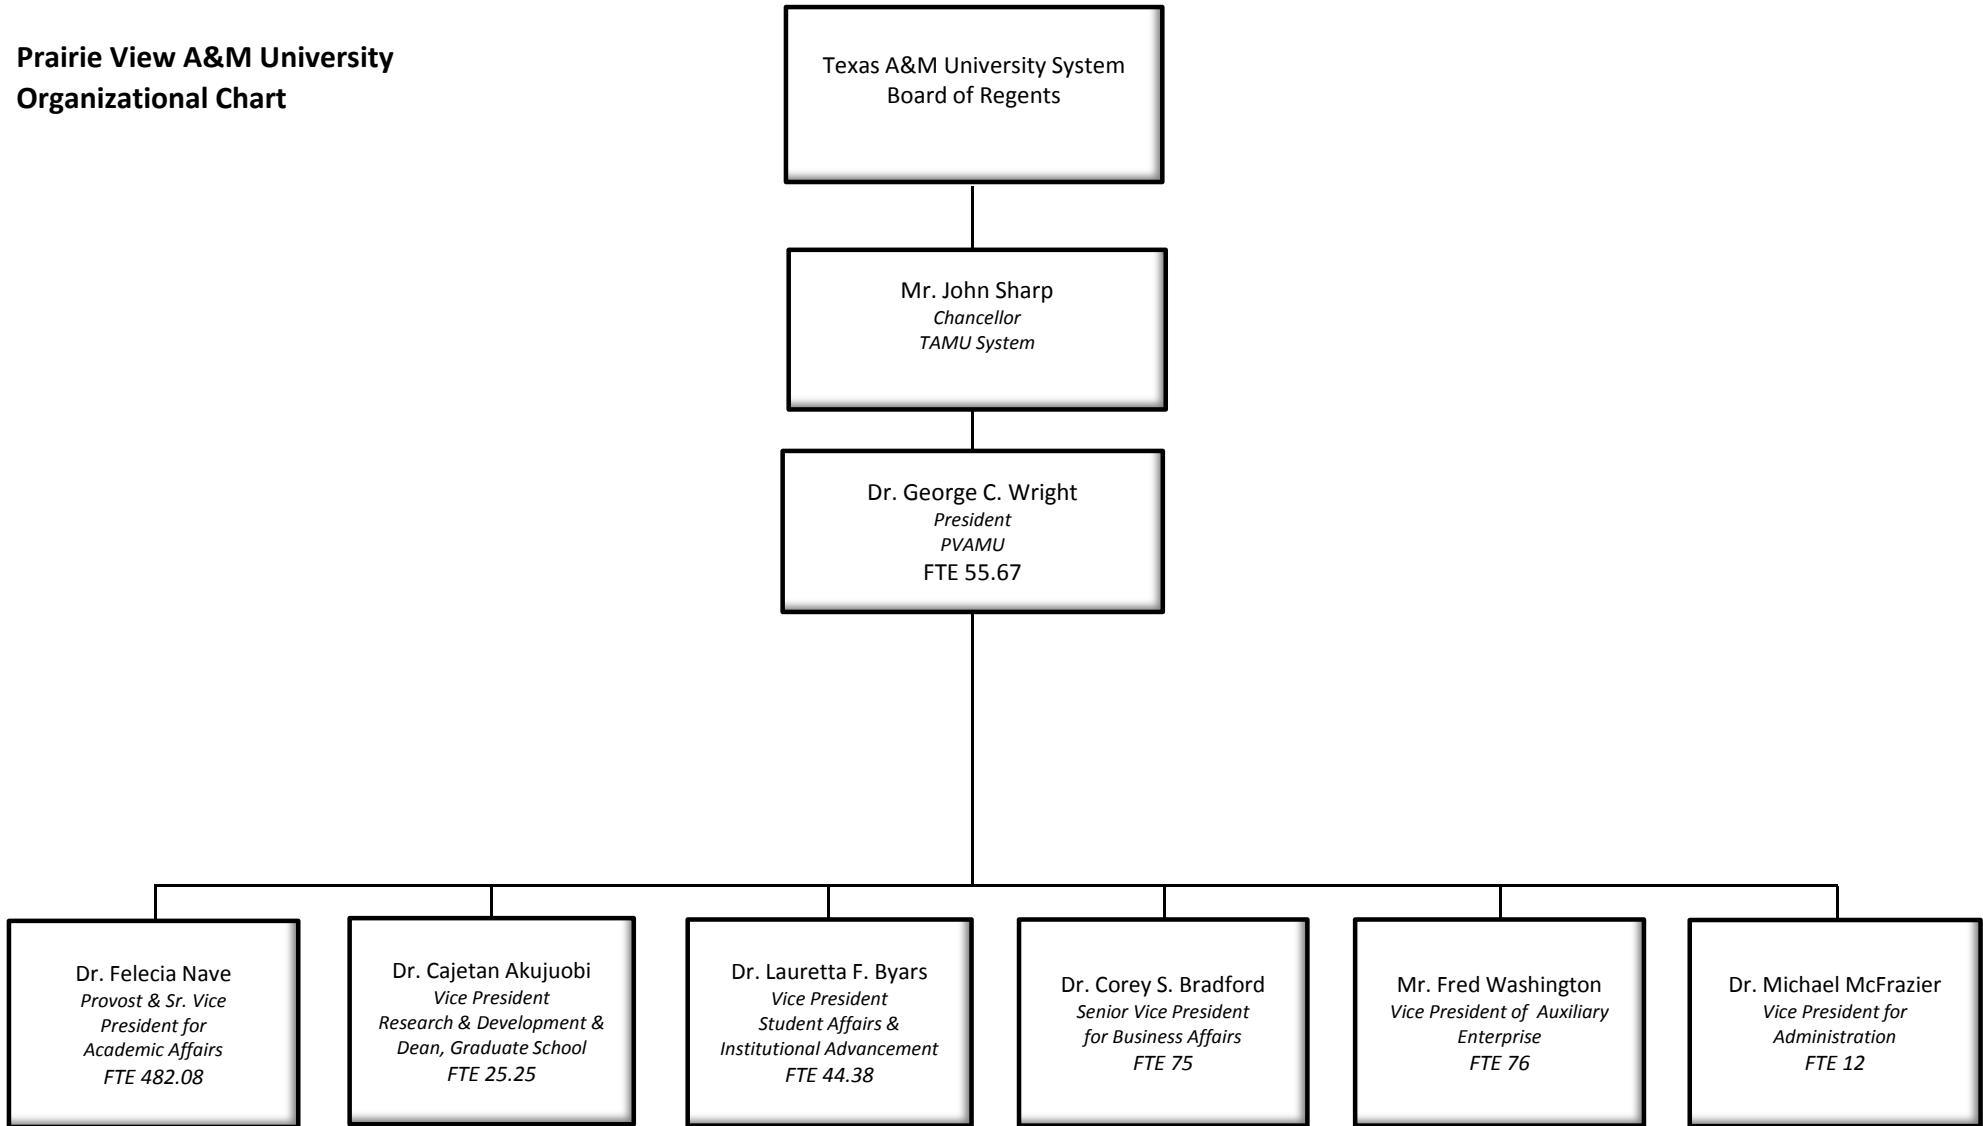 Prairie View A&M University
Organizational Chart
Texas A&M University System
Board of Regents
Mr. John Sharp
Chancellor
TAMU System
Dr. George C. Wright
President
PVAMU
FTE 55.67
Dr. Felecia Nave
Provost & Sr. Vice
President for
Academic Affairs
FTE 482.08
Dr. Cajetan Akujuobi
Vice President
Research & Development &
Dean, Graduate School
FTE 25.25
Dr. Lauretta F. Byars
Vice President
Student Affairs &
Institutional Advancement
FTE 44.38
Dr. Corey S. Bradford
Senior Vice President
for Business Affairs
FTE 75
Mr. Fred Washington
Vice President of Auxiliary
Enterprise
FTE 76
Dr. Michael McFrazier
Vice President for
Administration
FTE 12